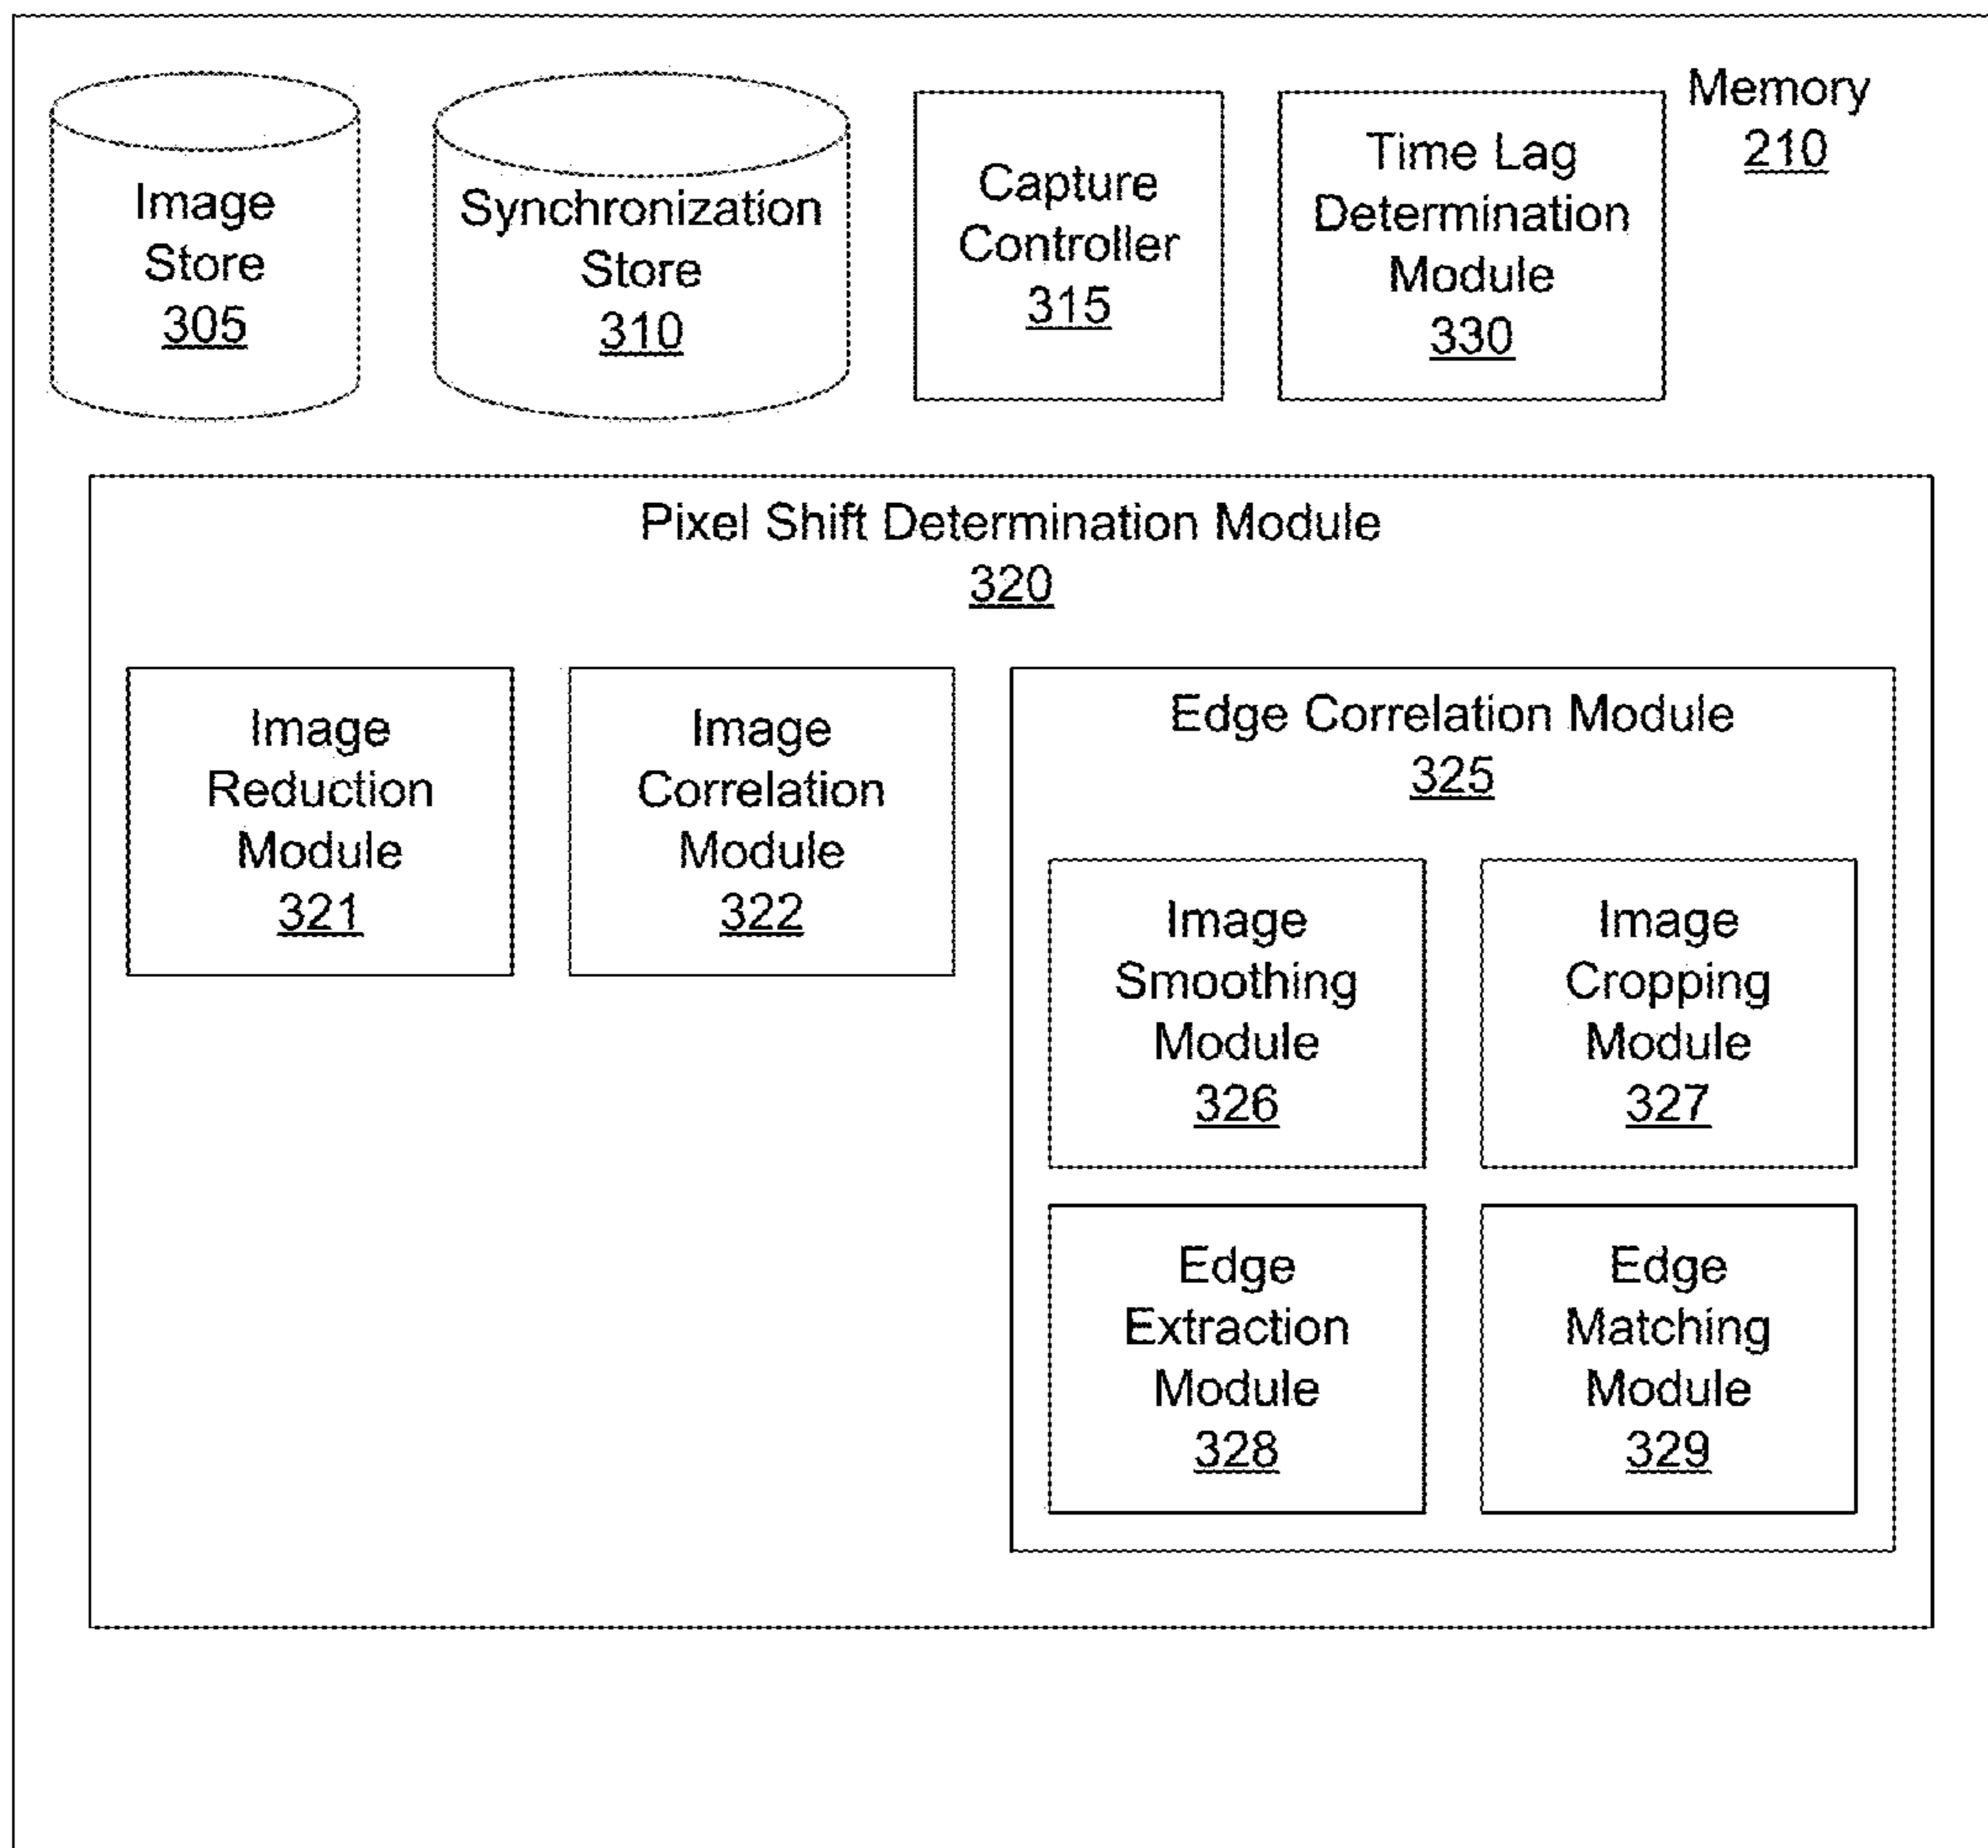 Image
Store
305
Synchronization
Store
310
Capture
Controller
315
Time Lag
Determination
Module
330
Memory
210
Pixel Shift Determination Module
320
Image
Reduction
Module
321
Image
Correlation
Module
322
Edge Correlation Module
325
Image
Smoothing
Module
326
Image
Cropping
Module
327
Edge
Extraction
Module
328
Edge
Matching
Module
329